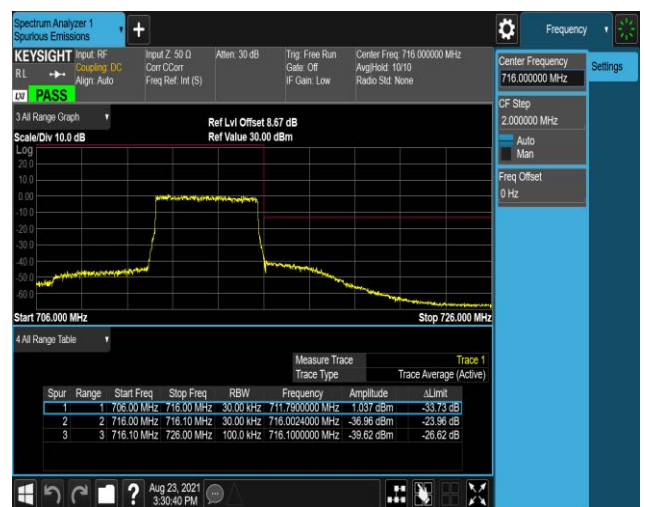 Spectrum Analyzer 1
Spurious Emissions
Frequency
KEYSIGHT
RL
LXI PASS
Input: RF
Coupling: DC
Align: Auto
Input Z: 50 Ω
Corr CCorr
Freq Ref: Int (S)
Atten: 30 dB
Trig: Free Run
Gate: Off
IF Gain: Low
Center Freq: 716.000000 MHz
Avg|Hold: 10/10
Radio Std: None
Center Frequency
716.000000 MHz
Settings
CF Step
2.000000 MHz
Auto
Man
Freq Offset
0 Hz
3 All Range Graph
Scale/Div 10.0 dB
Ref Lvl Offset 8.67 dB
Ref Value 30.00 dBm
Log
20.0
10.0
0.00
-10.0
-20.0
-30.0
-40.0
-50.0
-60.0
Start 706.000 MHz
Stop 726.000 MHz
4 All Range Table
Measure Trace Trace 1
Trace Type Trace Average (Active)
Spur Range Start Freq Stop Freq RBW Frequency Amplitude ΔLimit
1 1 706.00 MHz 716.00 MHz 30.00 kHz 711.7900000 MHz 1.037 dBm -33.73 dB
2 2 716.00 MHz 716.10 MHz 30.00 kHz 716.0024000 MHz -36.96 dBm -23.96 dB
3 3 716.10 MHz 726.00 MHz 100.0 kHz 716.1000000 MHz -39.62 dBm -26.62 dB
Aug 23, 2021
3:30:40 PM